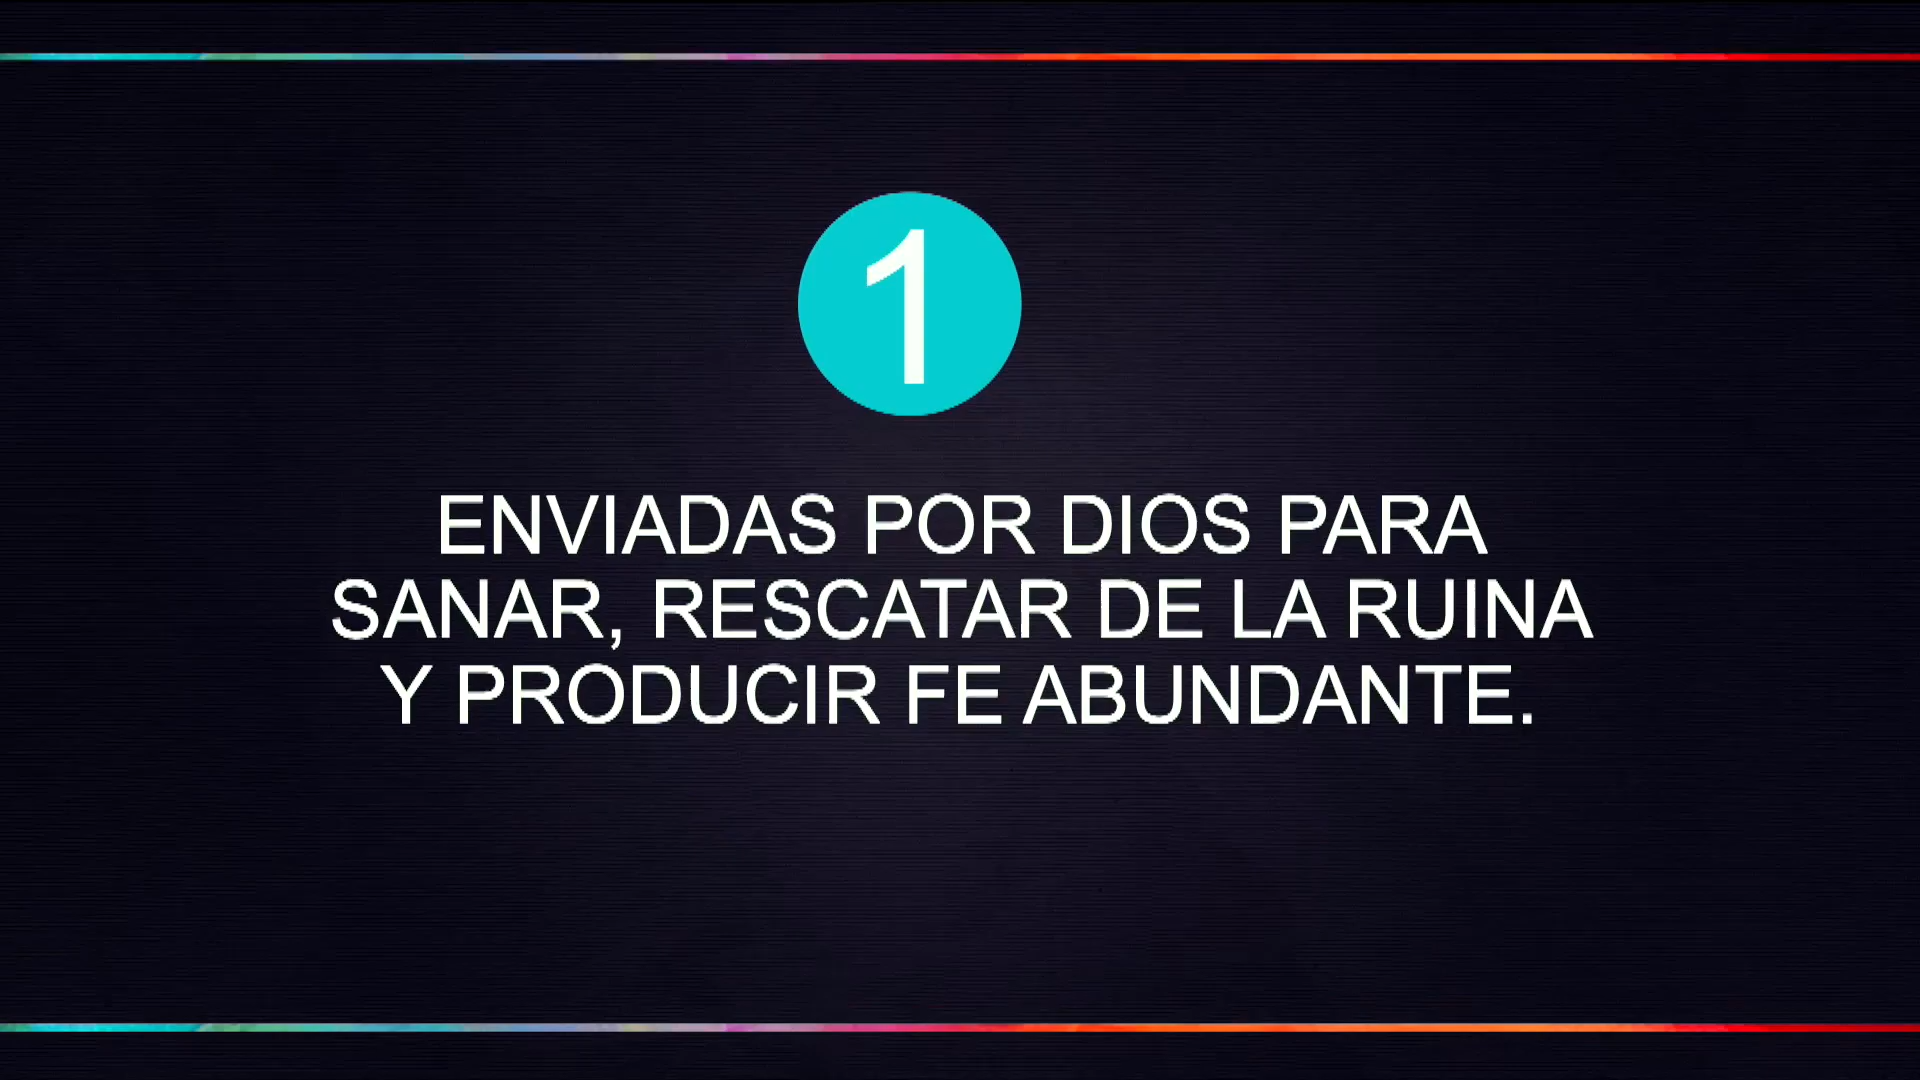 1
ENVIADAS POR DIOS PARA
SANAR, RESCATAR DE LA RUINA
Y PRODUCIR FE ABUNDANTE.